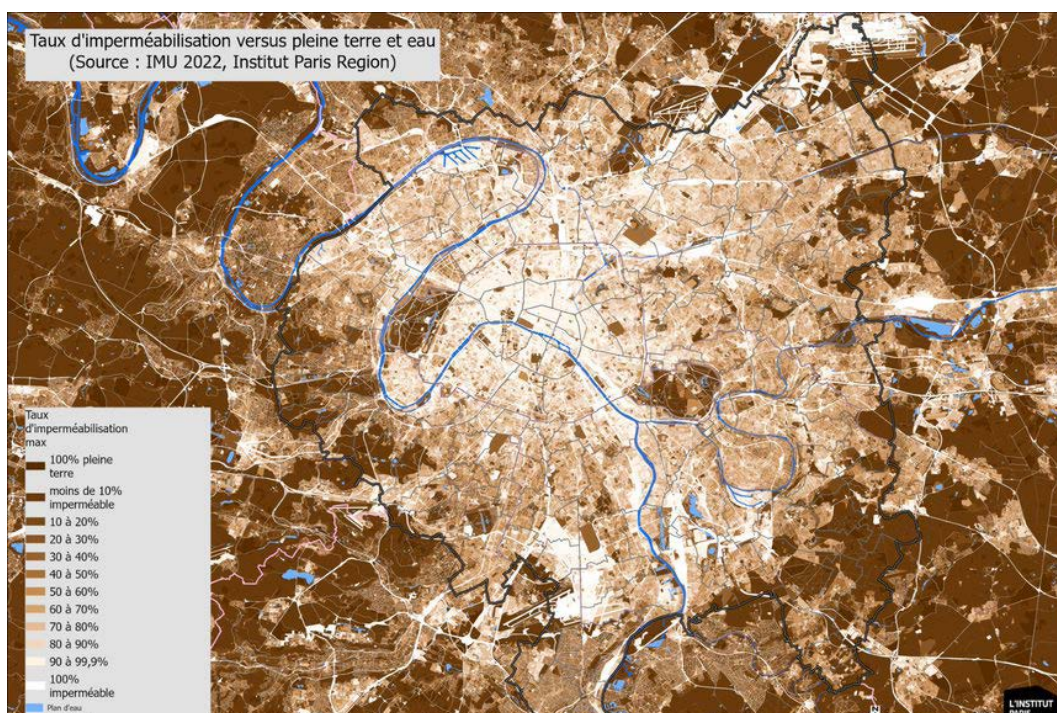 Taux d'imperméabilisation versus pleine terre et eau
(Source : IMU 2022, Institut Paris Region)
Taux
d'imperméabilisation
max
100% pleine
terre
moins de 10%
imperméable
10 à 20%
20 à 30%
30 à 40%
40 à 50%
50 à 60%
60 à 70%
70 à 80%
80 à 90%
90 à 99,9%
100%
imperméable
Plan d'eau
L'INSTITUT
PARIS